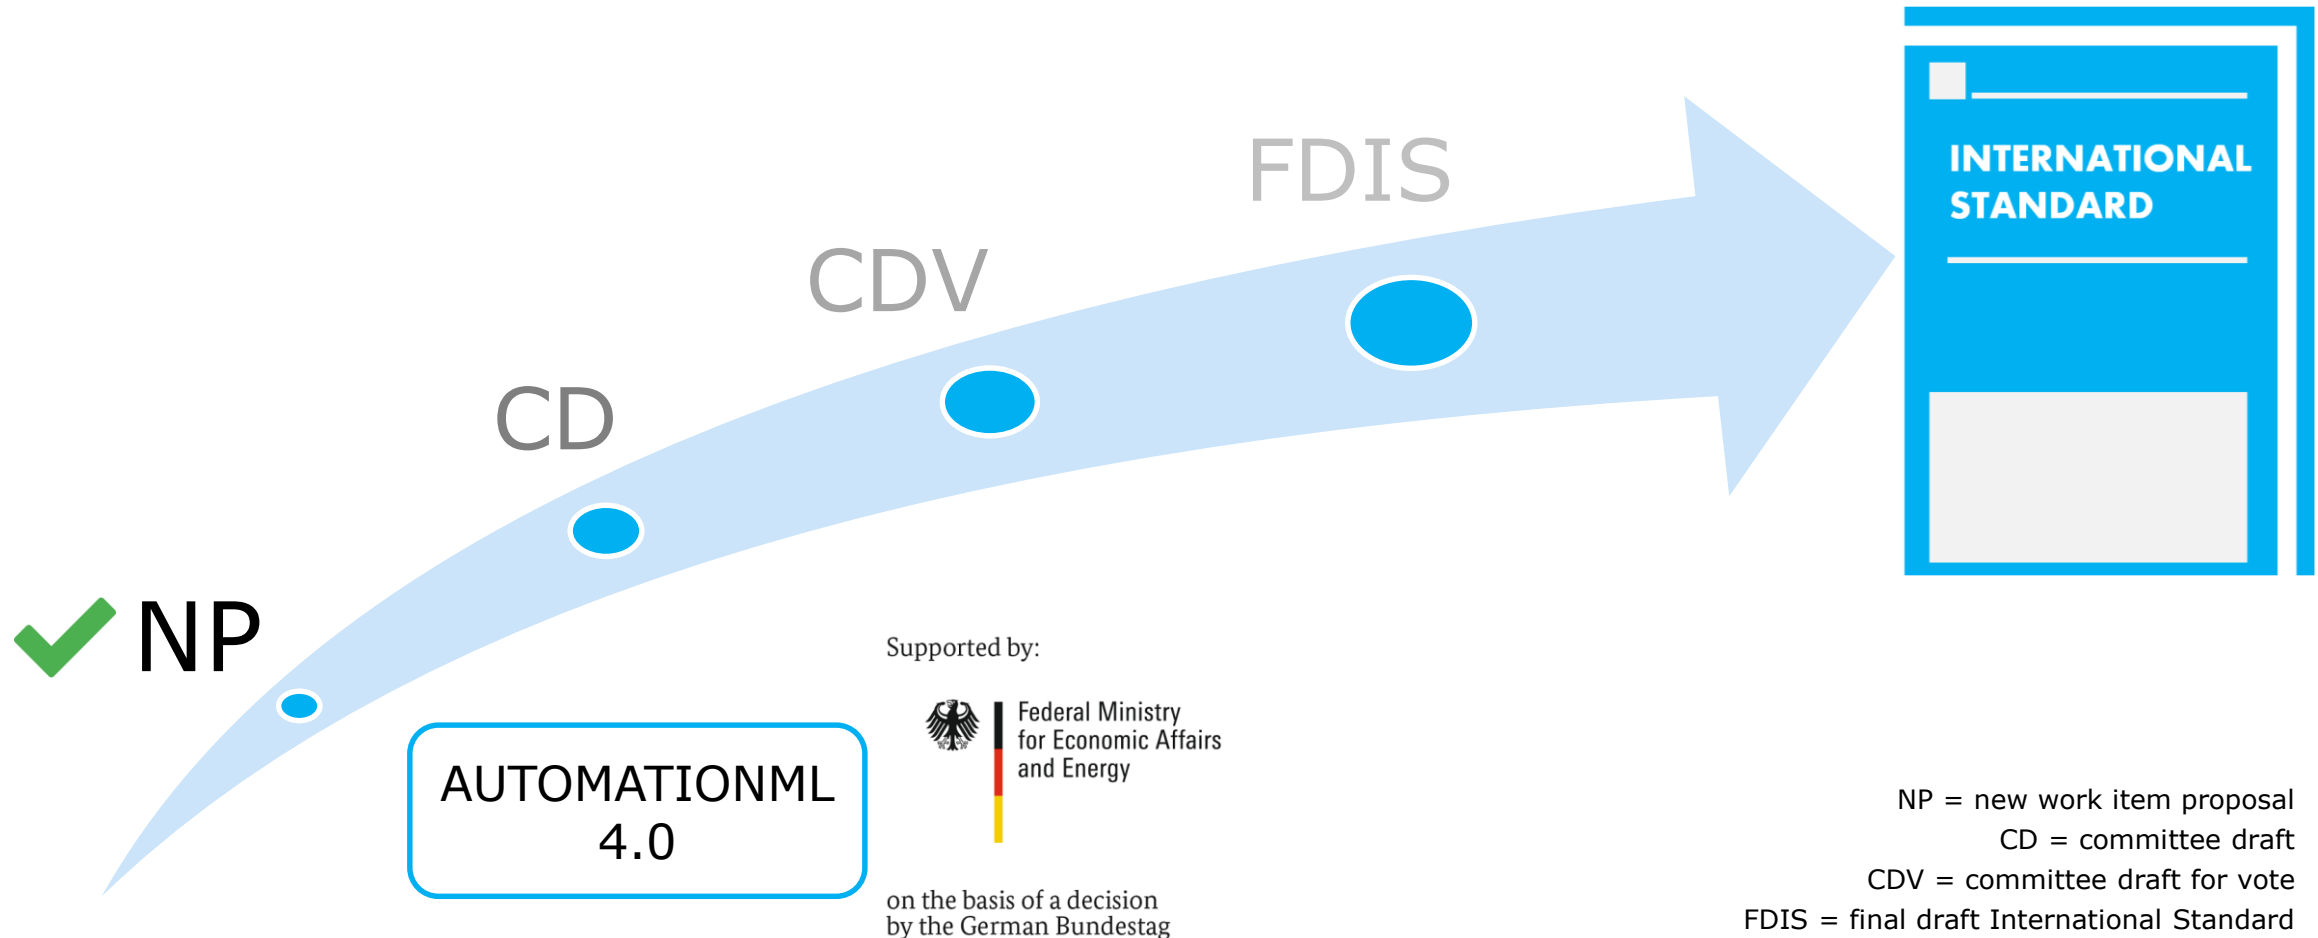 FDIS
INTERNATIONAL
STANDARD
CDV
CD
NP
Supported by:
Federal Ministry
for Economic Affairs
and Energy
AUTOMATIONML
4.0
on the basis of a decision
by the German Bundestag
NP = new work item proposal
CD = committee draft
CDV = committee draft for vote
FDIS = final draft International Standard